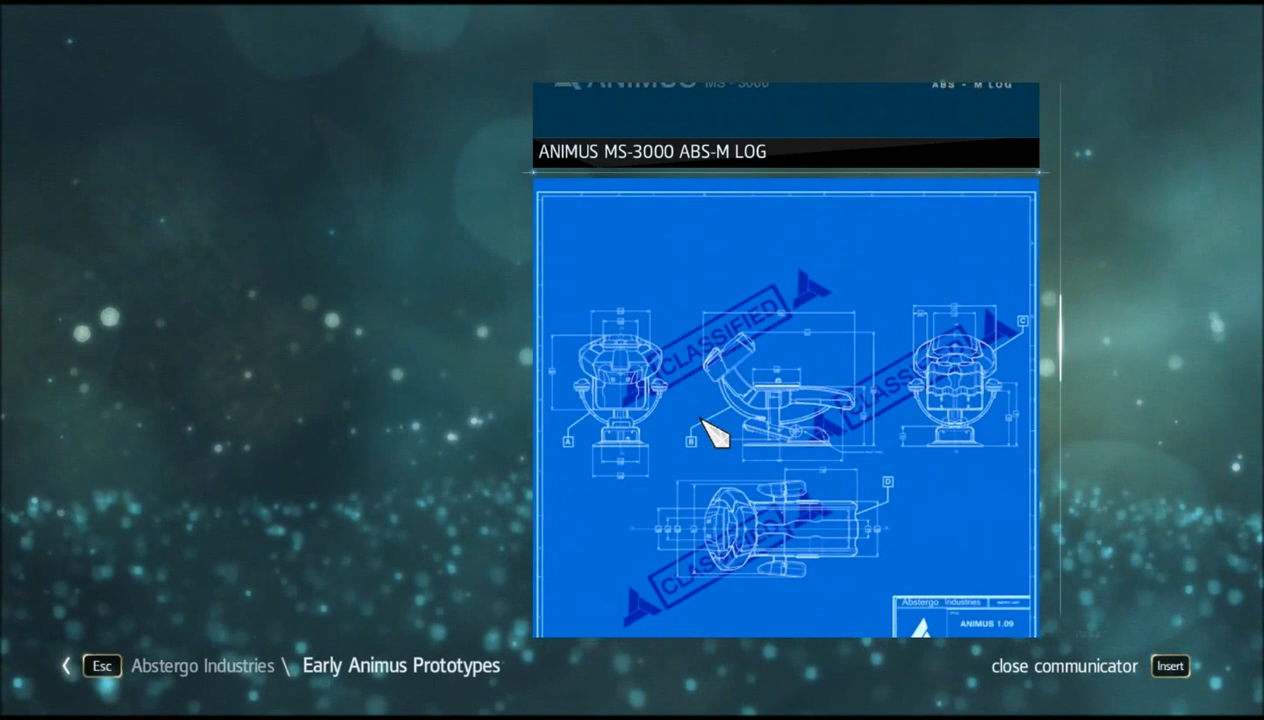 ANIMUS MS - 3000
ABS - M LOG
ANIMUS MS-3000 ABS-M LOG
CLASSIFIED
CLASSIFIED
CLASSIFIED
A
B
C
D
Abstergo Industries
ANIMUS 1.09
Esc Abstergo Industries \ Early Animus Prototypes
close communicator Insert